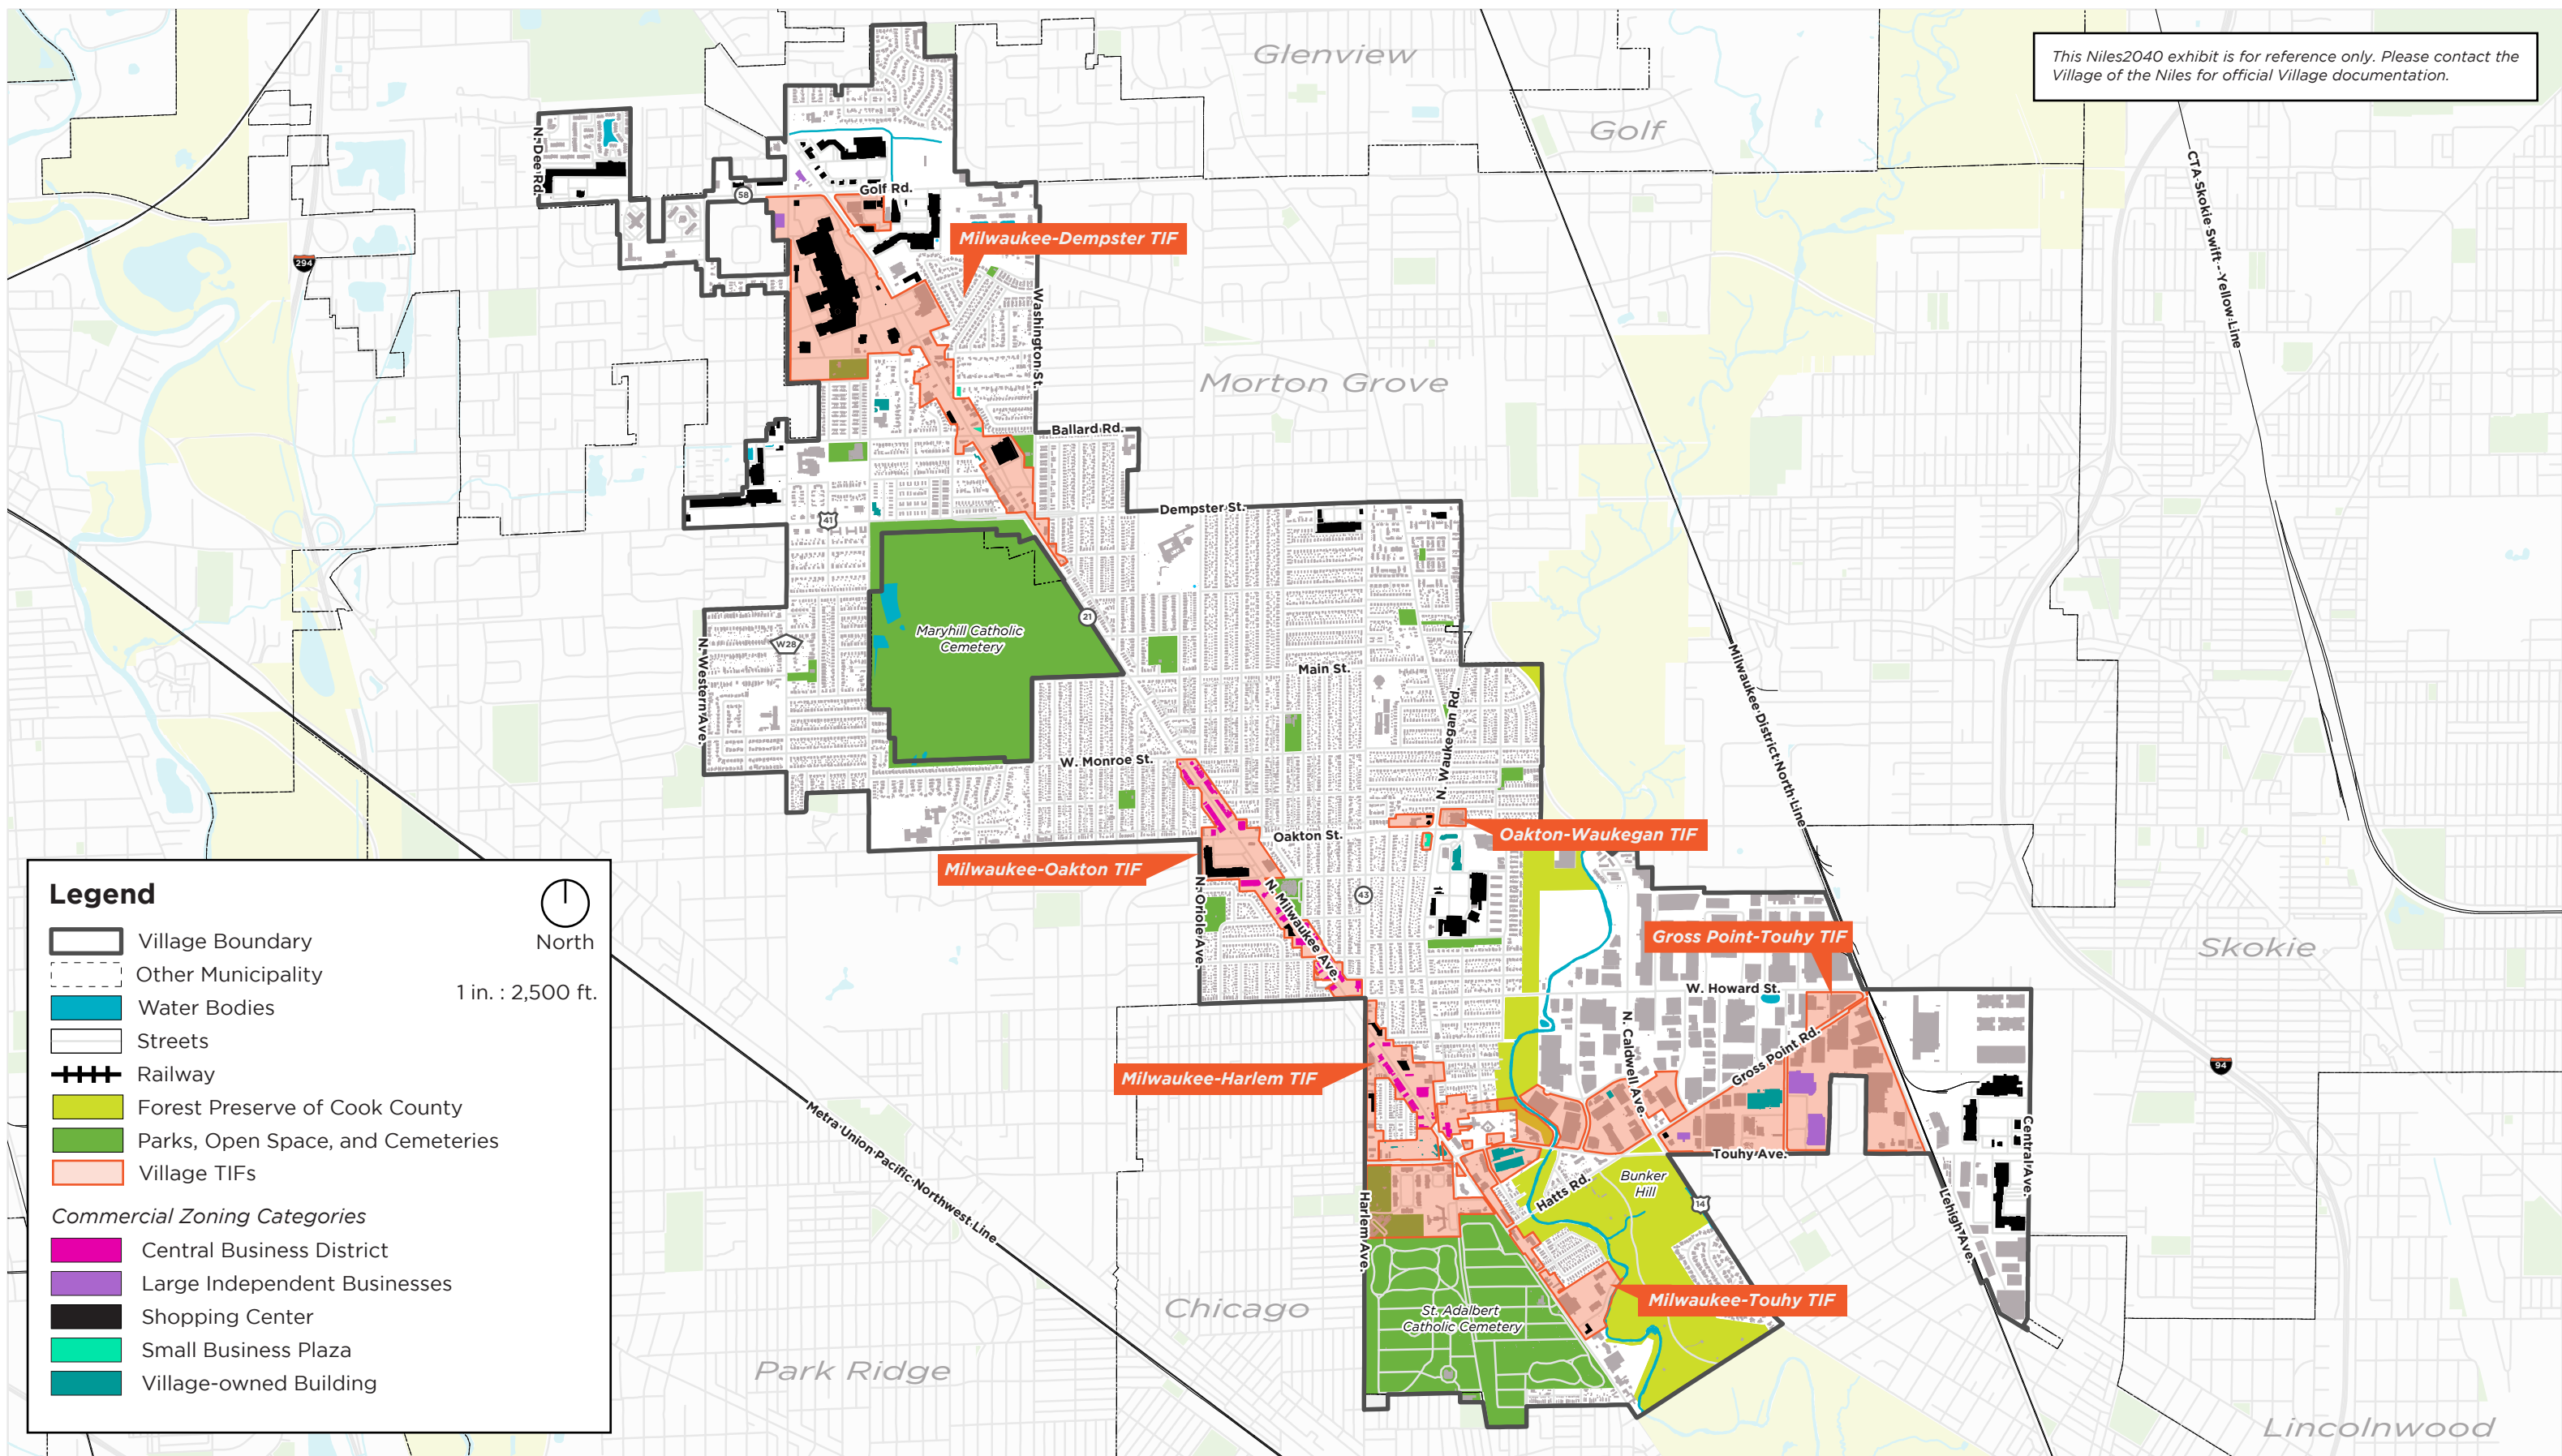 This Niles2040 exhibit is for reference only. Please contact the
Village of the Niles for official Village documentation.
Glenview
Golf
CTA Skokie Swift - Yellow Line
N. Dee Rd.
Golf Rd.
58
294
Milwaukee-Dempster TIF
Washington St.
Morton Grove
Ballard Rd.
Dempster St.
41
21
Maryhill Catholic
Cemetery
W28
N. Western Ave.
Main St.
N. Waukegan Rd.
Milwaukee District North Line
W. Monroe St.
Oakton St.
Oakton-Waukegan TIF
Milwaukee-Oakton TIF
N. Oriole Ave.
N. Milwaukee Ave.
43
Gross Point-Touhy TIF
Skokie
W. Howard St.
N. Caldwell Ave.
Gross Point Rd.
94
Milwaukee-Harlem TIF
Metra Union Pacific Northwest Line
Touhy Ave.
Central Ave.
Bunker
Hill
Hatts Rd.
14
Lehigh Ave.
Harlem Ave.
Chicago
St. Adalbert
Catholic Cemetery
Milwaukee-Touhy TIF
Park Ridge
Lincolnwood
Legend
North
1 in. : 2,500 ft.
Village Boundary
Other Municipality
Water Bodies
Streets
Railway
Forest Preserve of Cook County
Parks, Open Space, and Cemeteries
Village TIFs
Commercial Zoning Categories
Central Business District
Large Independent Businesses
Shopping Center
Small Business Plaza
Village-owned Building